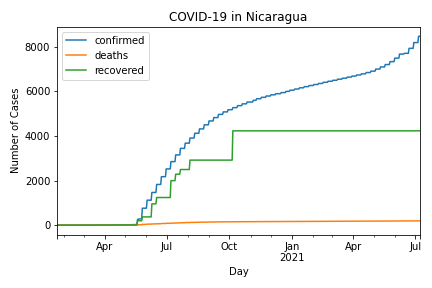 COVID-19 in Nicaragua
confirmed
deaths
recovered
Number of Cases
8000
6000
4000
2000
0
Apr
Jul
Oct
Jan
2021
Apr
Jul
Day